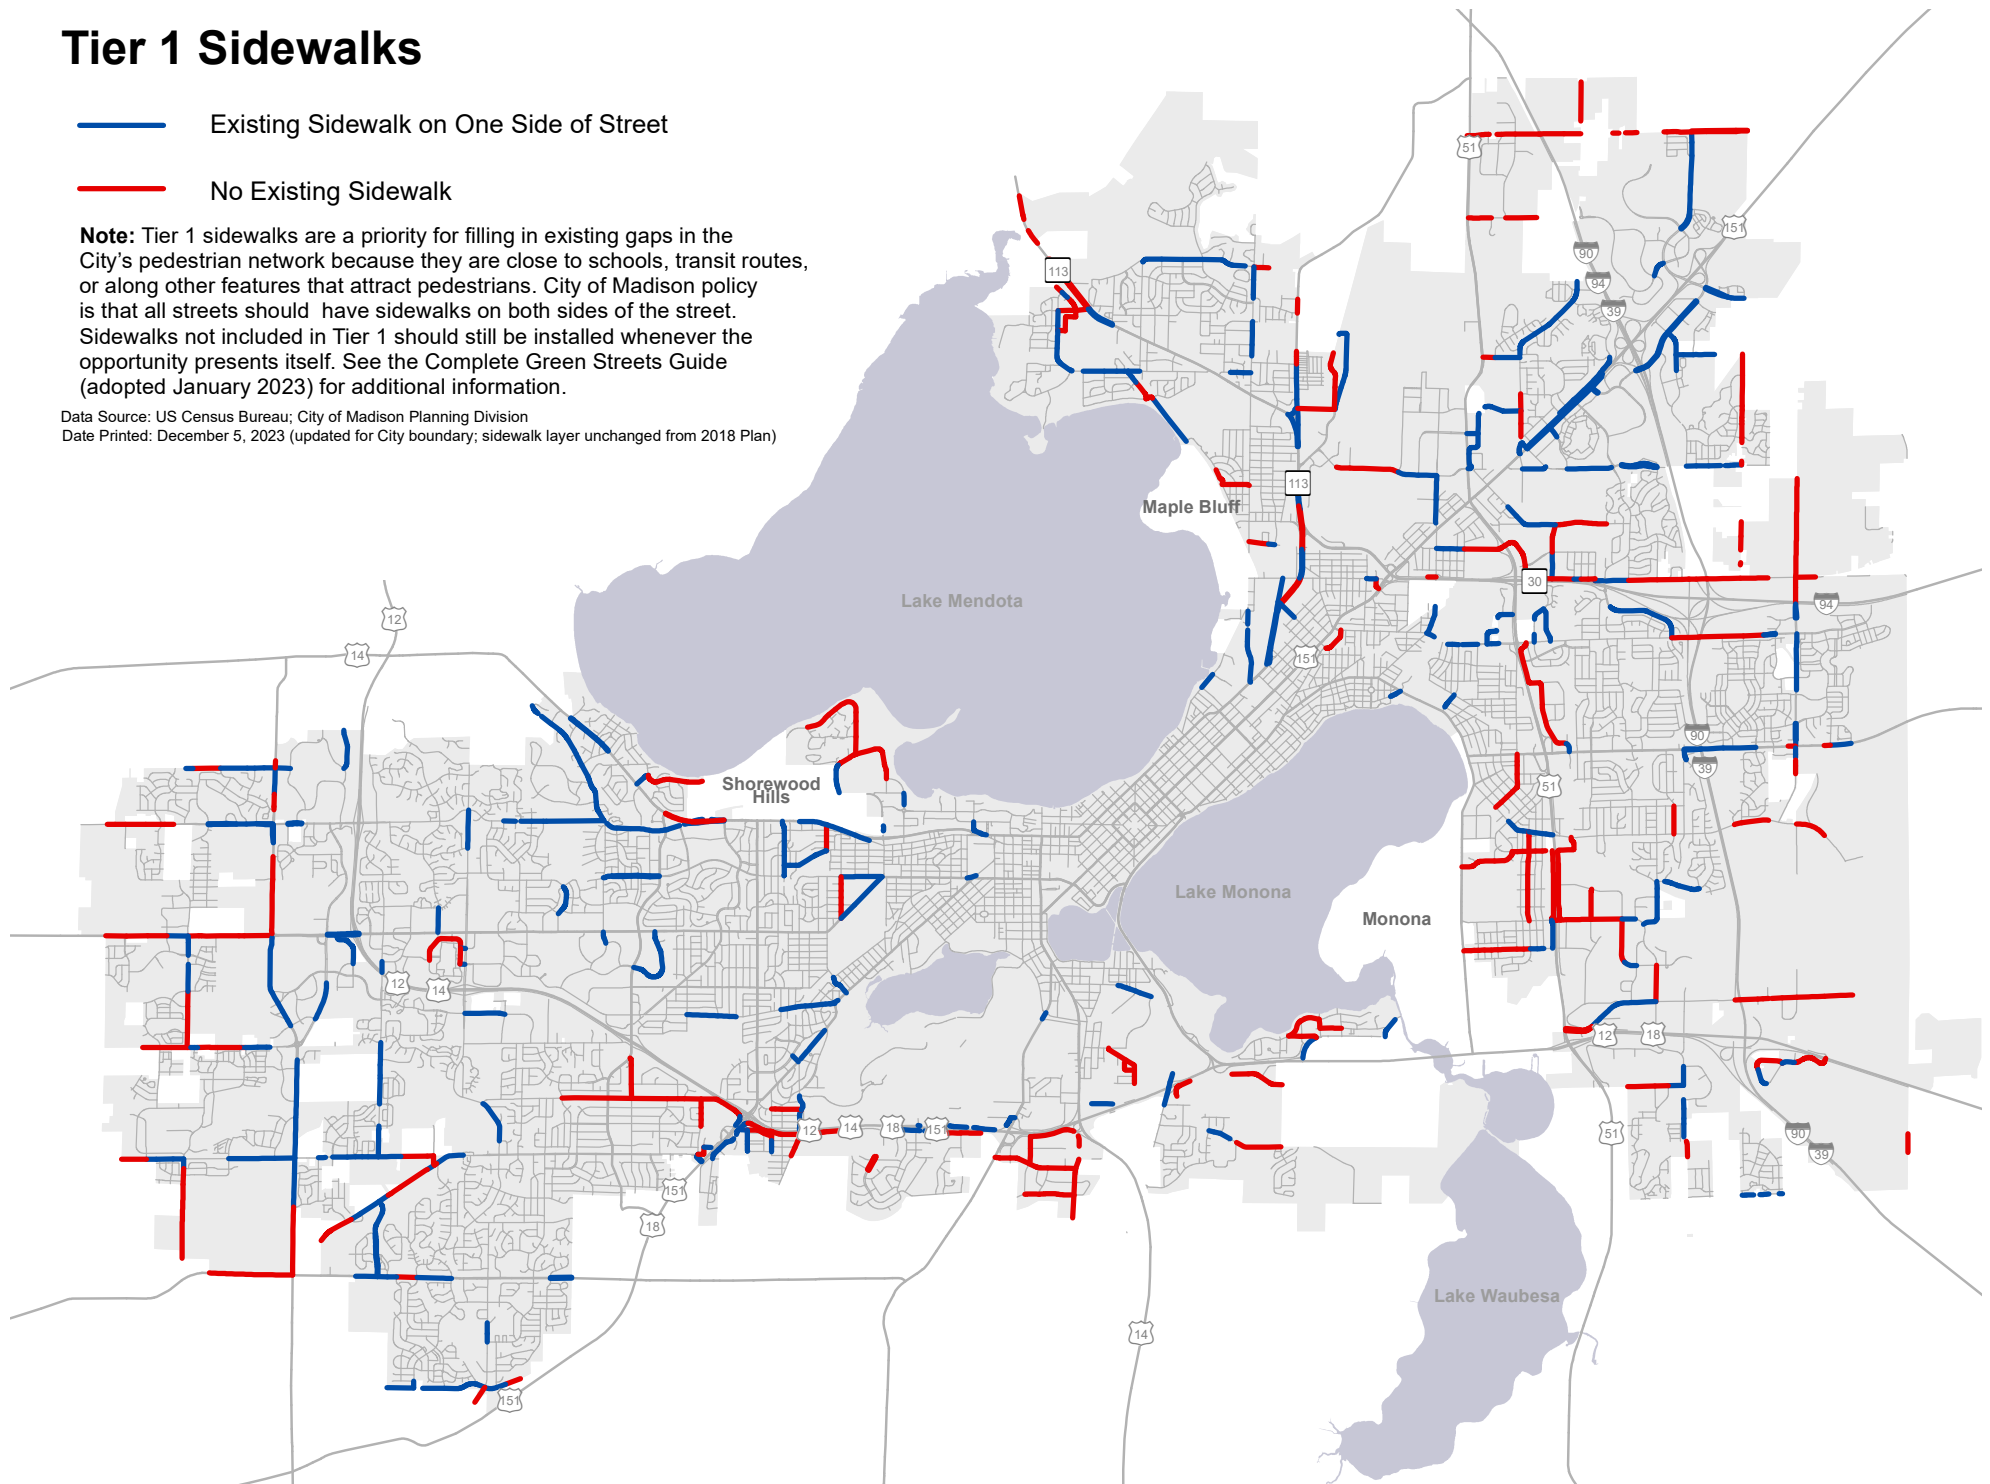 Tier 1 Sidewalks
Existing Sidewalk on One Side of Street
No Existing Sidewalk
Note: Tier 1 sidewalks are a priority for filling in existing gaps in the
City’s pedestrian network because they are close to schools, transit routes,
or along other features that attract pedestrians. City of Madison policy
is that all streets should  have sidewalks on both sides of the street.
Sidewalks not included in Tier 1 should still be installed whenever the
opportunity presents itself. See the Complete Green Streets Guide
(adopted January 2023) for additional information.
Data Source: US Census Bureau; City of Madison Planning Division
Date Printed: December 5, 2023 (updated for City boundary; sidewalk layer unchanged from 2018 Plan)
51
151
90
113
94
39
113
Maple Bluff
30
Lake Mendota
94
12
14
151
90
39
Shorewood
Hills
51
Lake Monona
Monona
12
14
12
18
12
14
18
151
51
90
39
151
18
Lake Waubesa
14
151